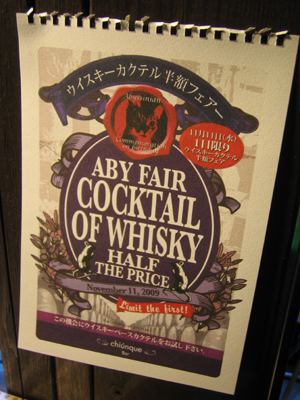 ウイスキーカクテル半額フェアー
Abyssinian
Commemoration
11月11日(水)
1日限り
ウイスキーカクテル
半額フェア
ABY FAIR
COCKTAIL
OF WHISKY
HALF
THE PRICE
November 11, 2009
Limit the first!
この機会にウイスキーベースカクテルをお試し下さい
chiúnque
Bar